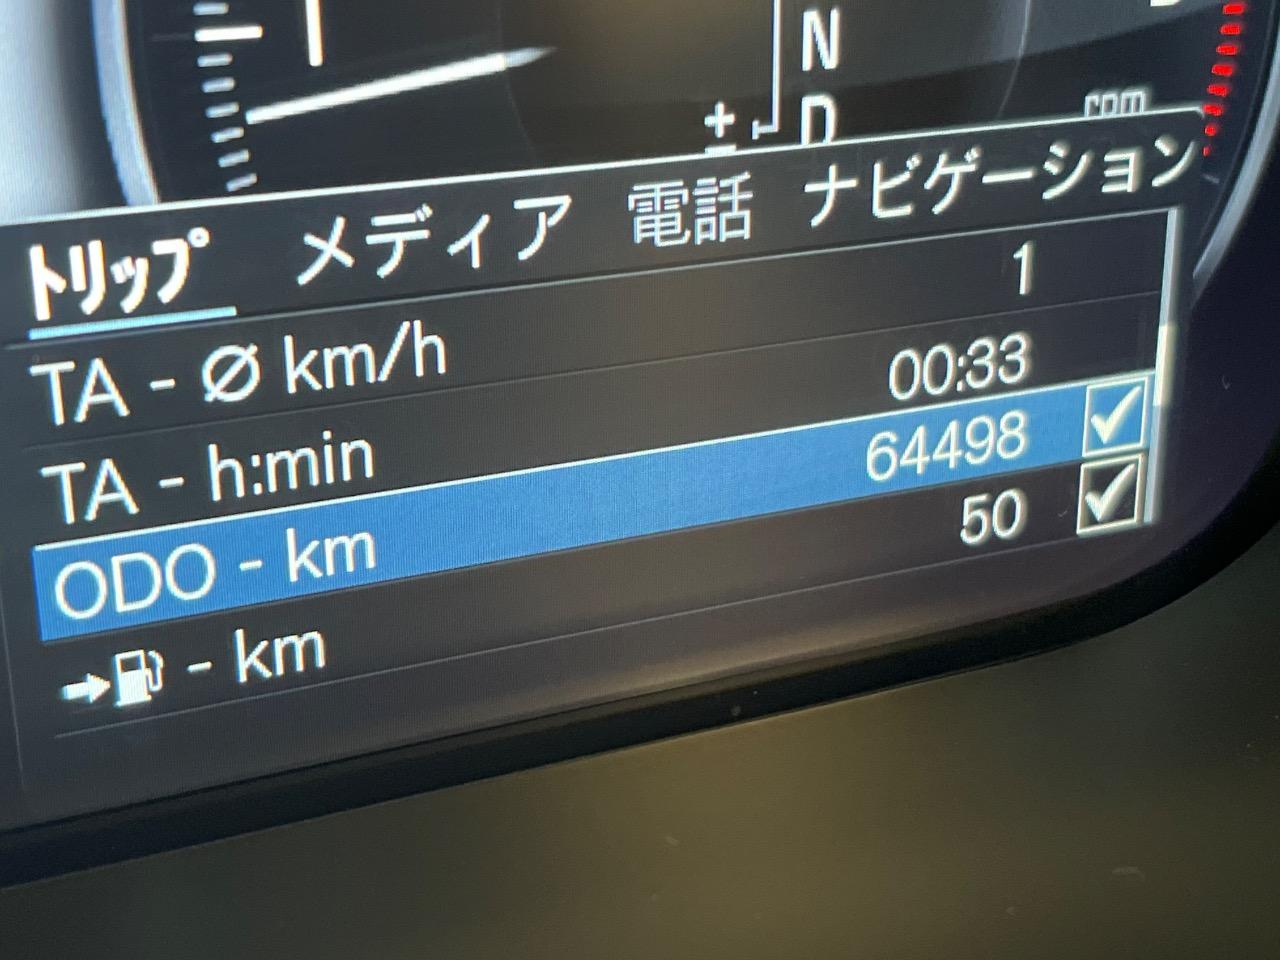 N
±
D
rpm
トリップ メディア 電話 ナビゲーション
TA - Ø km/h 1
TA - h:min 00:33
ODO - km 64498
- km 50